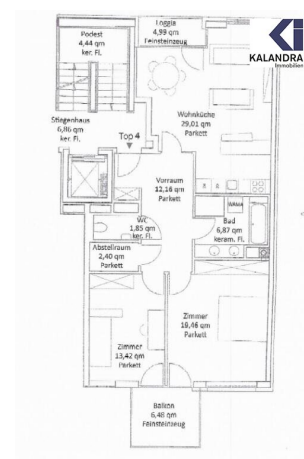 Loggia
4,99 qm
Feinsteinzeug
Podest
4,44 qm
ker. Fl.
KALANDRA
Immobilien
Wohnküche
29,01 qm
Parkett
Stiegenhaus
6,86 qm
ker. Fl.
Top 4
Vorraum
12,16 qm
Parkett
WC
1,85 qm
ker. Fl.
WAMA
Bad
6,87 qm
keram. Fl.
Abstellraum
2,40 qm
Parkett
Zimmer
19,46 qm
Parkett
Zimmer
13,42 qm
Parkett
Balkon
6,48 qm
Feinsteinzeug